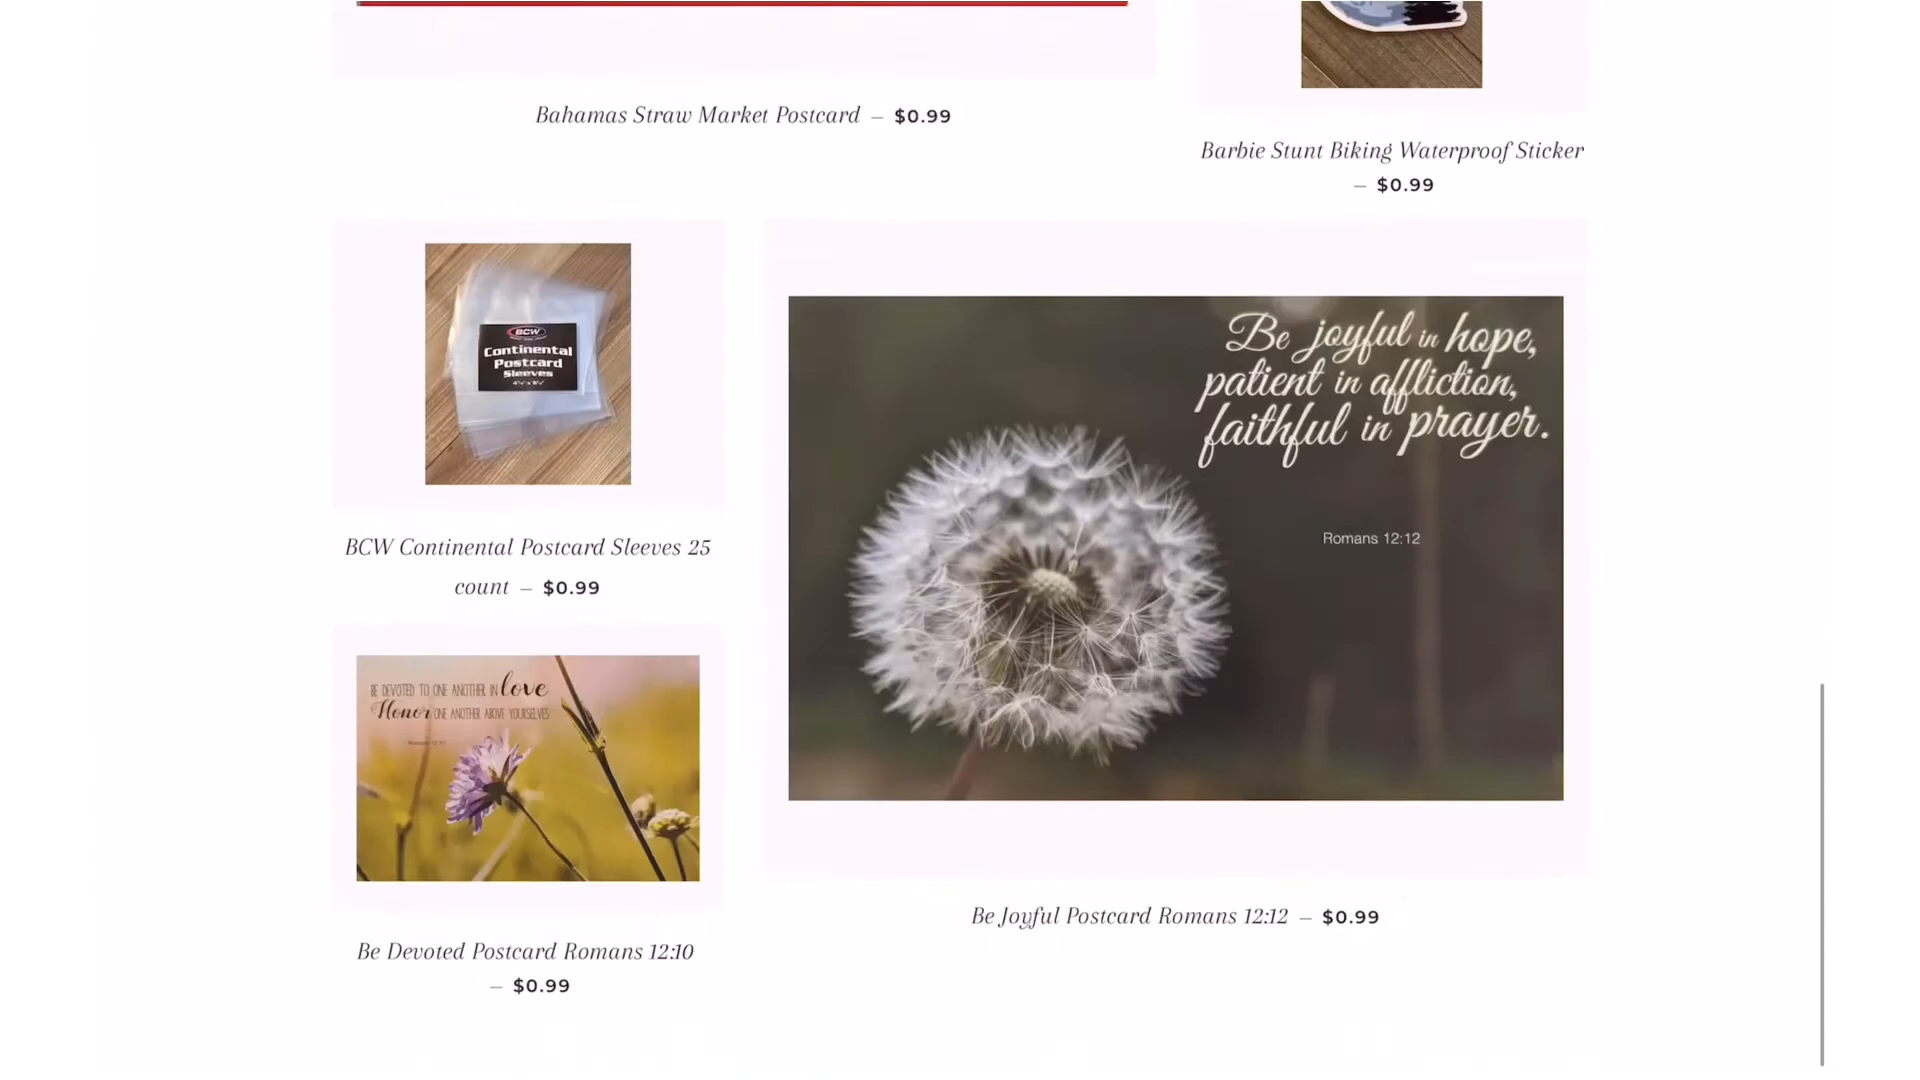 Bahamas Straw Market Postcard — $0.99
Barbie Stunt Biking Waterproof Sticker
— $0.99
BCW
Continental
Postcard
Sleeves
BCW Continental Postcard Sleeves 25
count — $0.99
Be joyful in hope,
patient in affliction,
faithful in prayer.
Romans 12:12
BE DEVOTED TO ONE ANOTHER IN love
Honor ONE ANOTHER ABOVE YOURSELVES
Be Joyful Postcard Romans 12:12 — $0.99
Be Devoted Postcard Romans 12:10
— $0.99